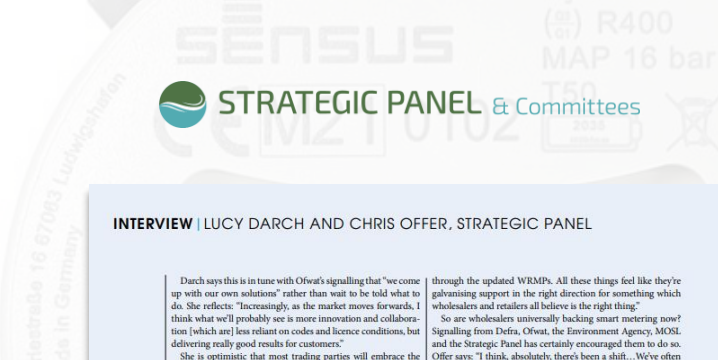 SENSUS
R400
MAP 16 bar
T50
CE M21 0102
STRATEGIC PANEL & Committees
INTERVIEW | LUCY DARCH AND CHRIS OFFER, STRATEGIC PANEL
Darch says this is in tune with Ofwat's signalling that "we come
up with our own solutions" rather than wait to be told what to
do. She reflects: "Increasingly, as the market moves forwards, I
think what we'll probably see is more innovation and collabora-
tion [which are] less reliant on codes and licence conditions, but
delivering really good results for customers."
She is optimistic that most trading parties will embrace the
through the updated WRMPs. All these things feel like they're
galvanising support in the right direction for something which
wholesalers and retailers all believe is the right thing."
So are wholesalers universally backing smart metering now?
Signalling from Defra, Ofwat, the Environment Agency, MOSL
and the Strategic Panel has certainly encouraged them to do so.
Offer says: "I think, absolutely, there's been a shift…We've often